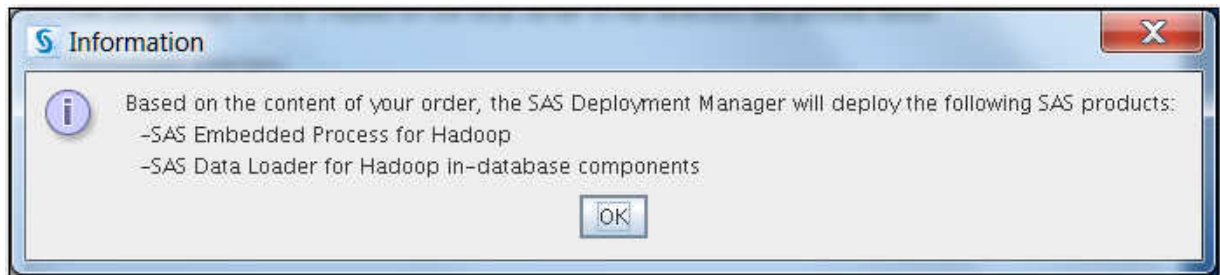 Information
Based on the content of your order, the SAS Deployment Manager will deploy the following SAS products:
-SAS Embedded Process for Hadoop
-SAS Data Loader for Hadoop in-database components
OK